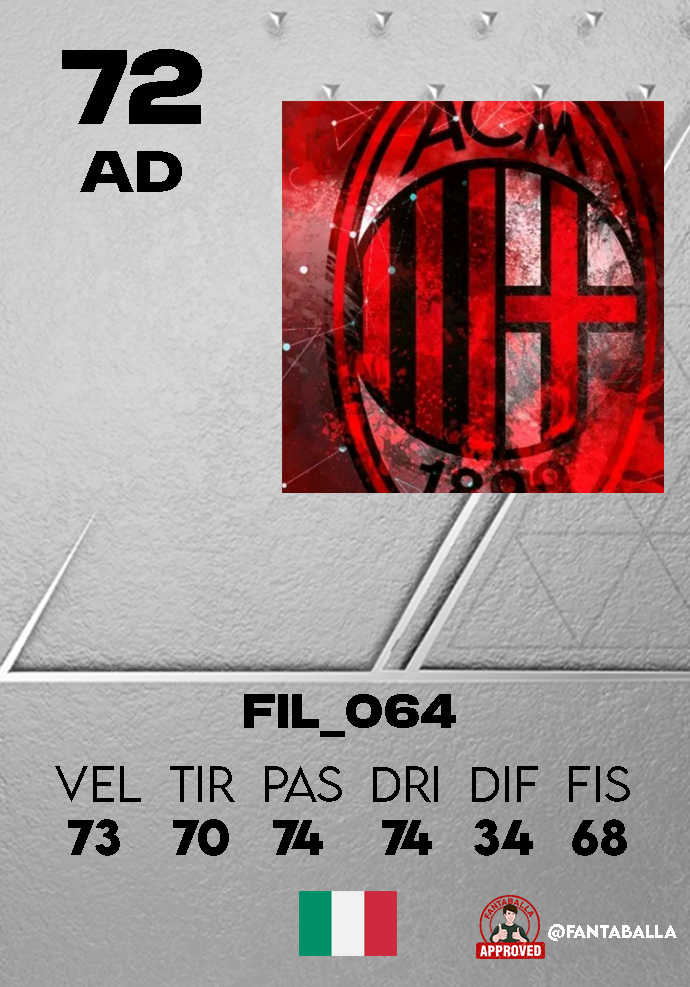 72
AD
ACM
1899
FIL_064
VEL TIR PAS DRI DIF FIS
73 70 74 74 34 68
FANTABALLA
APPROVED
@FANTABALLA